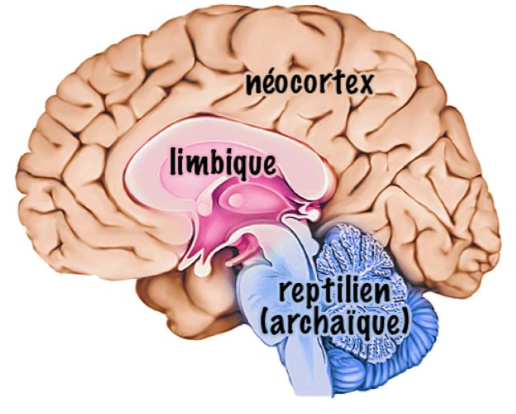 néocortex
limbique
reptilien
(archaïque)